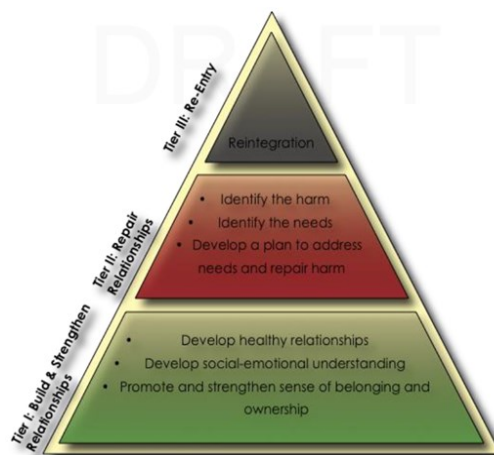 DRAFT
Tier III: Re-Entry
Reintegration
Tier II: Repair
Relationships
• Identify the harm
• Identify the needs
• Develop a plan to address
needs and repair harm
Tier I: Build & Strengthen
Relationships
• Develop healthy relationships
• Develop social-emotional understanding
• Promote and strengthen sense of belonging and
ownership